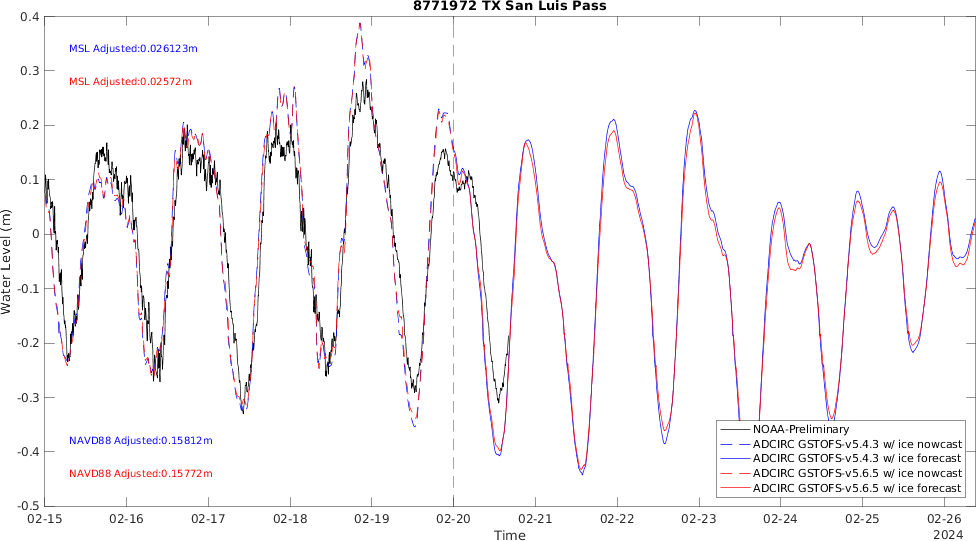 8771972 TX San Luis Pass
0.4
0.3
0.2
0.1
0
-0.1
-0.2
-0.3
-0.4
-0.5
Water Level (m)
MSL Adjusted:0.026123m
MSL Adjusted:0.02572m
NAVD88 Adjusted:0.15812m
NAVD88 Adjusted:0.15772m
NOAA-Preliminary
ADCIRC GSTOFS-v5.4.3 w/ ice nowcast
ADCIRC GSTOFS-v5.4.3 w/ ice forecast
ADCIRC GSTOFS-v5.6.5 w/ ice nowcast
ADCIRC GSTOFS-v5.6.5 w/ ice forecast
02-15 02-16 02-17 02-18 02-19 02-20 02-21 02-22 02-23 02-24 02-25 02-26
Time
2024